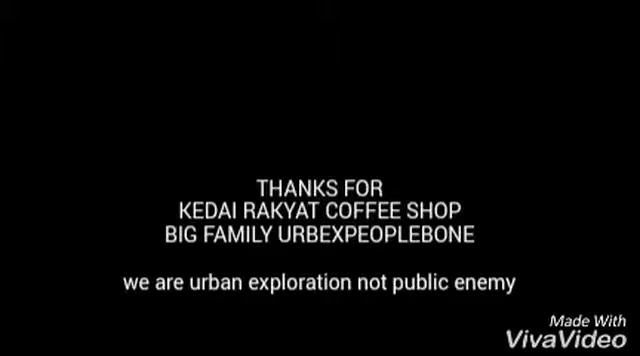 THANKS FOR
KEDAI RAKYAT COFFEE SHOP
BIG FAMILY URBEXPEOPLEBONE
we are urban exploration not public enemy
Made With
VivaVideo